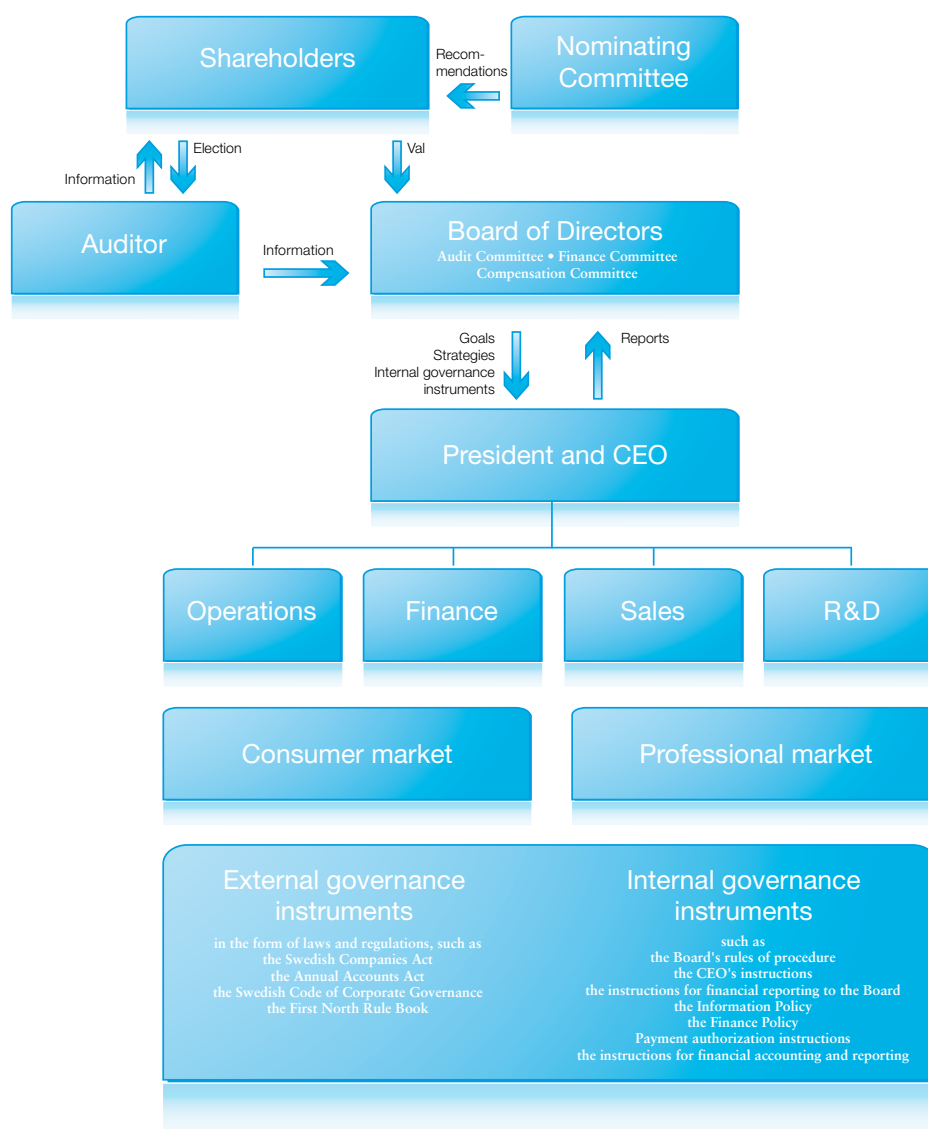 Shareholders
Nominating
Committee
Recom-
mendations
Election
Val
Information
Auditor
Information
Board of Directors
Audit Committee • Finance Committee
Compensation Committee
Goals
Strategies
Internal governance
instruments
Reports
President and CEO
Operations
Finance
Sales
R&D
Consumer market
Professional market
External governance
instruments
in the form of laws and regulations, such as
the Swedish Companies Act
the Annual Accounts Act
the Swedish Code of Corporate Governance
the First North Rule Book
Internal governance
instruments
such as
the Board's rules of procedure
the CEO's instructions
the instructions for financial reporting to the Board
the Information Policy
the Finance Policy
Payment authorization instructions
the instructions for financial accounting and reporting